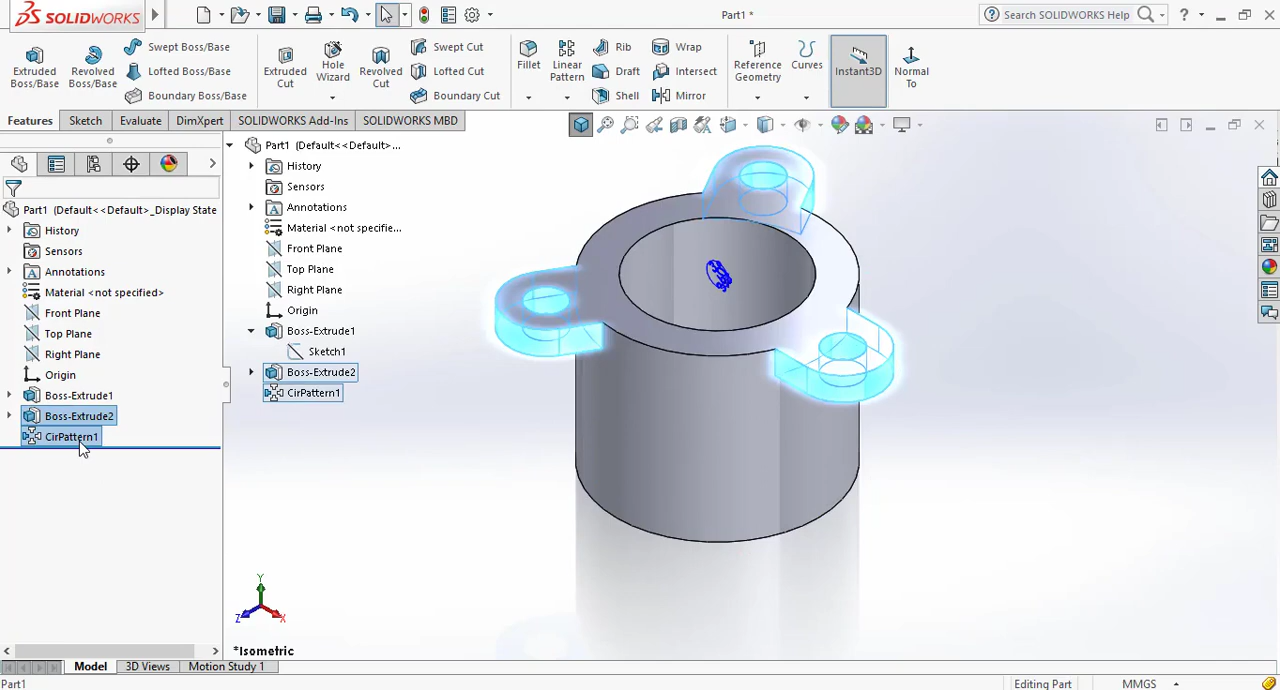 SOLIDWORKS
Part1 *
Search SOLIDWORKS Help
Extruded Boss/Base
Revolved Boss/Base
Swept Boss/Base
Lofted Boss/Base
Boundary Boss/Base
Extruded Cut
Hole Wizard
Revolved Cut
Swept Cut
Lofted Cut
Boundary Cut
Fillet
Linear Pattern
Rib
Draft
Shell
Wrap
Intersect
Mirror
Reference Geometry
Curves
Instant3D
Normal To
Features
Sketch
Evaluate
DimXpert
SOLIDWORKS Add-Ins
SOLIDWORKS MBD
Part1 (Default<<Default>_Display State
History
Sensors
Annotations
Material <not specified>
Front Plane
Top Plane
Right Plane
Origin
Boss-Extrude1
Boss-Extrude2
CirPattern1
Part1 (Default<<Default>...
History
Sensors
Annotations
Material <not specifie...
Front Plane
Top Plane
Right Plane
Origin
Boss-Extrude1
Sketch1
Boss-Extrude2
CirPattern1
Y
Z
X
*Isometric
Model
3D Views
Motion Study 1
Part1
Editing Part
MMGS